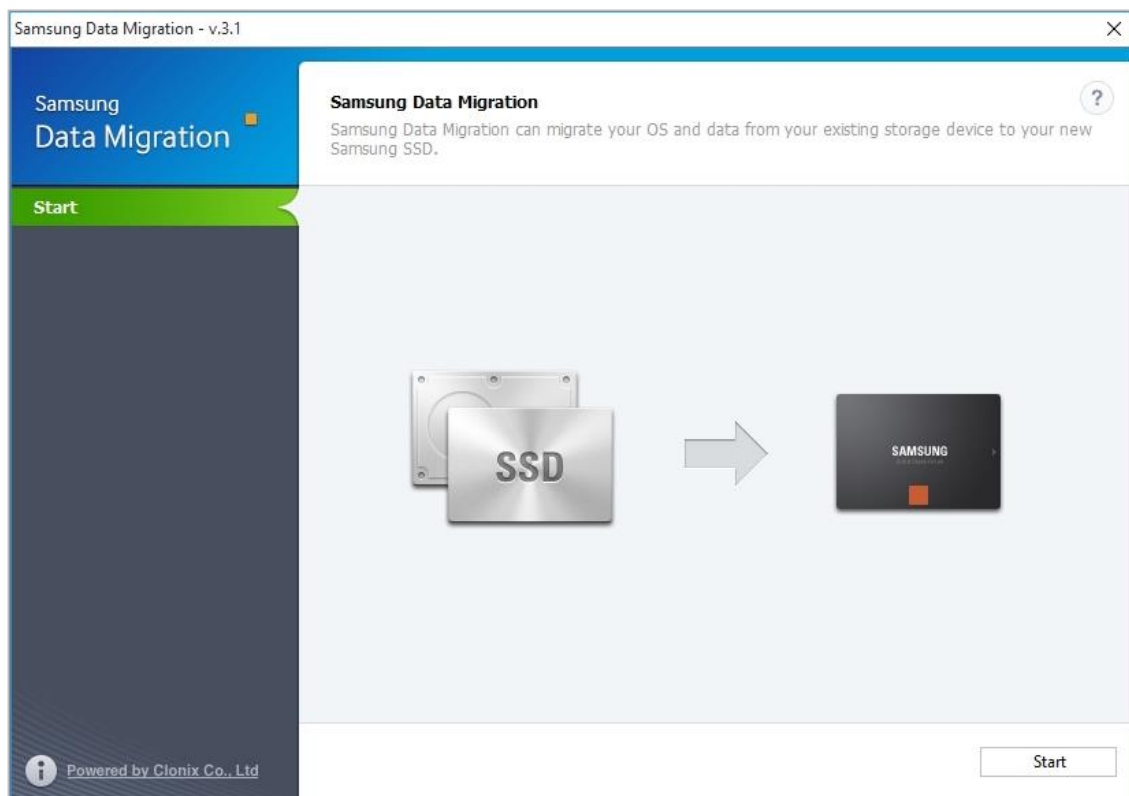 Samsung Data Migration - v.3.1
Samsung
Data Migration
Samsung Data Migration
?
Samsung Data Migration can migrate your OS and data from your existing storage device to your new
Samsung SSD.
Start
SSD
SAMSUNG
Powered by Clonix Co., Ltd
Start